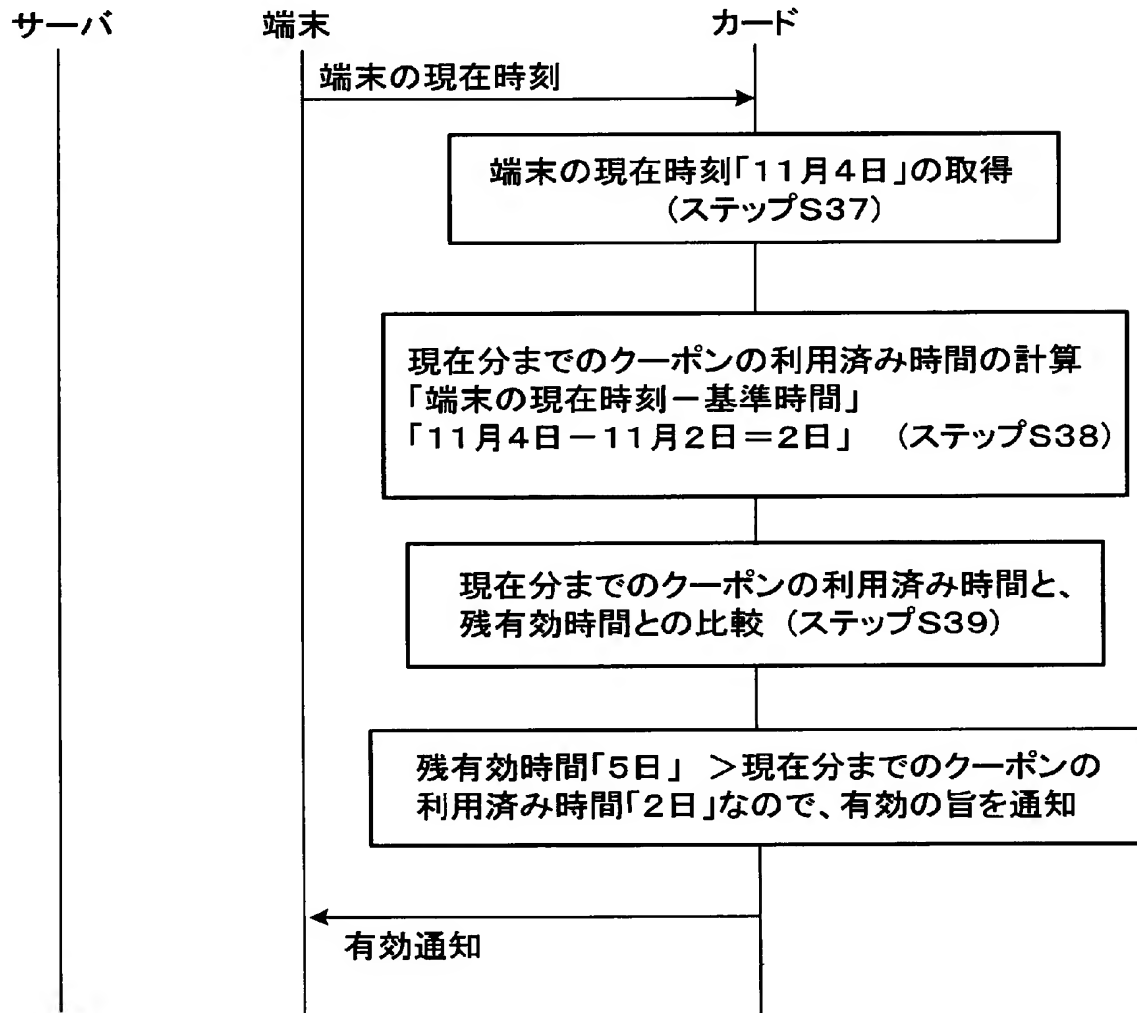 サーバ
端末
カード
端末の現在時刻
端末の現在時刻「11月4日」の取得
(ステップS37)
現在分までのクーポンの利用済み時間の計算
「端末の現在時刻－基準時間」
「11月4日－11月2日＝2日」 (ステップS38)
現在分までのクーポンの利用済み時間と、
残有効時間との比較 (ステップS39)
残有効時間「5日」 ＞現在分までのクーポンの
利用済み時間「2日」なので、有効の旨を通知
有効通知